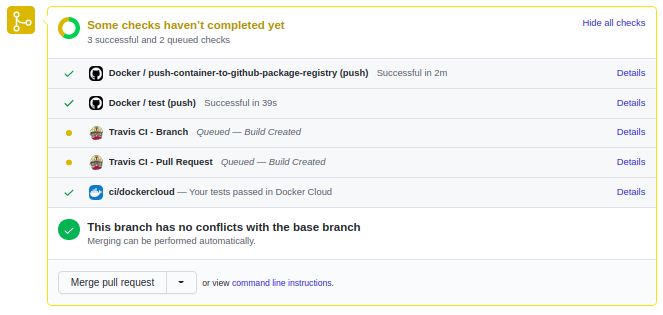 Some checks haven't completed yet
Hide all checks
3 successful and 2 queued checks
Docker / push-container-to-github-package-registry (push) Successful in 2m Details
Docker / test (push) Successful in 39s Details
Travis CI - Branch Queued — Build Created Details
Travis CI - Pull Request Queued — Build Created Details
ci/dockercloud — Your tests passed in Docker Cloud Details
This branch has no conflicts with the base branch
Merging can be performed automatically.
Merge pull request or view command line instructions.